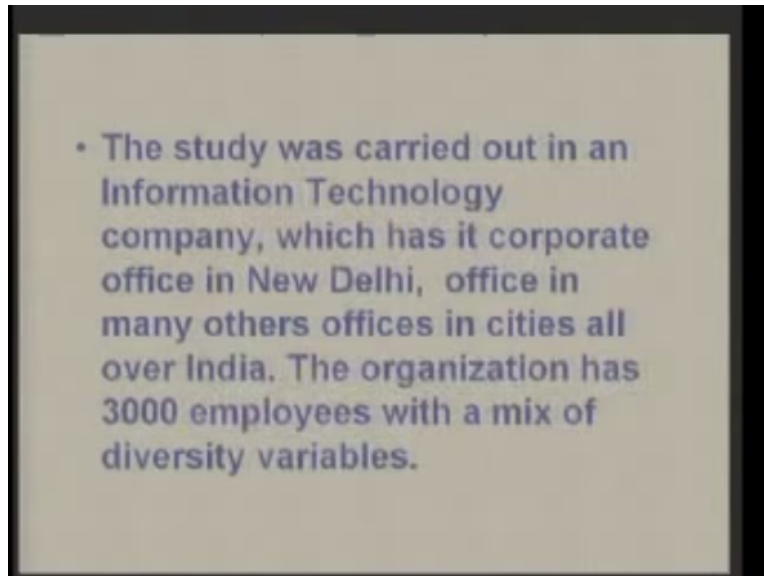 • The study was carried out in an
Information Technology
company, which has it corporate
office in New Delhi,  office in
many others offices in cities all
over India. The organization has
3000 employees with a mix of
diversity variables.